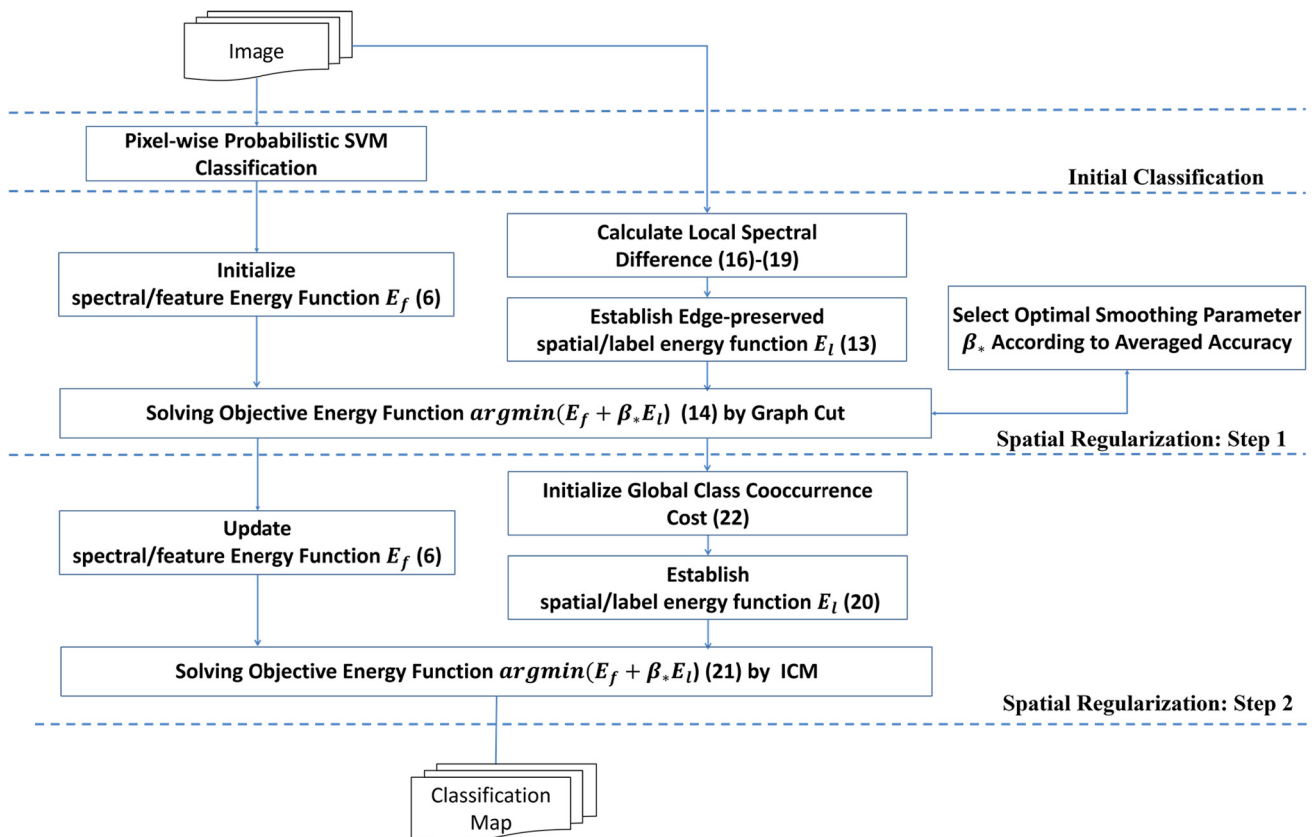 Image
Pixel-wise Probabilistic SVM
Classification
Initial Classification
Calculate Local Spectral
Difference (16)-(19)
Initialize
spectral/feature Energy Function E_f (6)
Establish Edge-preserved
spatial/label energy function E_l (13)
Select Optimal Smoothing Parameter
β_* According to Averaged Accuracy
Solving Objective Energy Function argmin(E_f + β_*E_l) (14) by Graph Cut
Spatial Regularization: Step 1
Initialize Global Class Cooccurrence
Cost (22)
Update
spectral/feature Energy Function E_f (6)
Establish
spatial/label energy function E_l (20)
Solving Objective Energy Function argmin(E_f + β_*E_l) (21) by ICM
Spatial Regularization: Step 2
Classification
Map